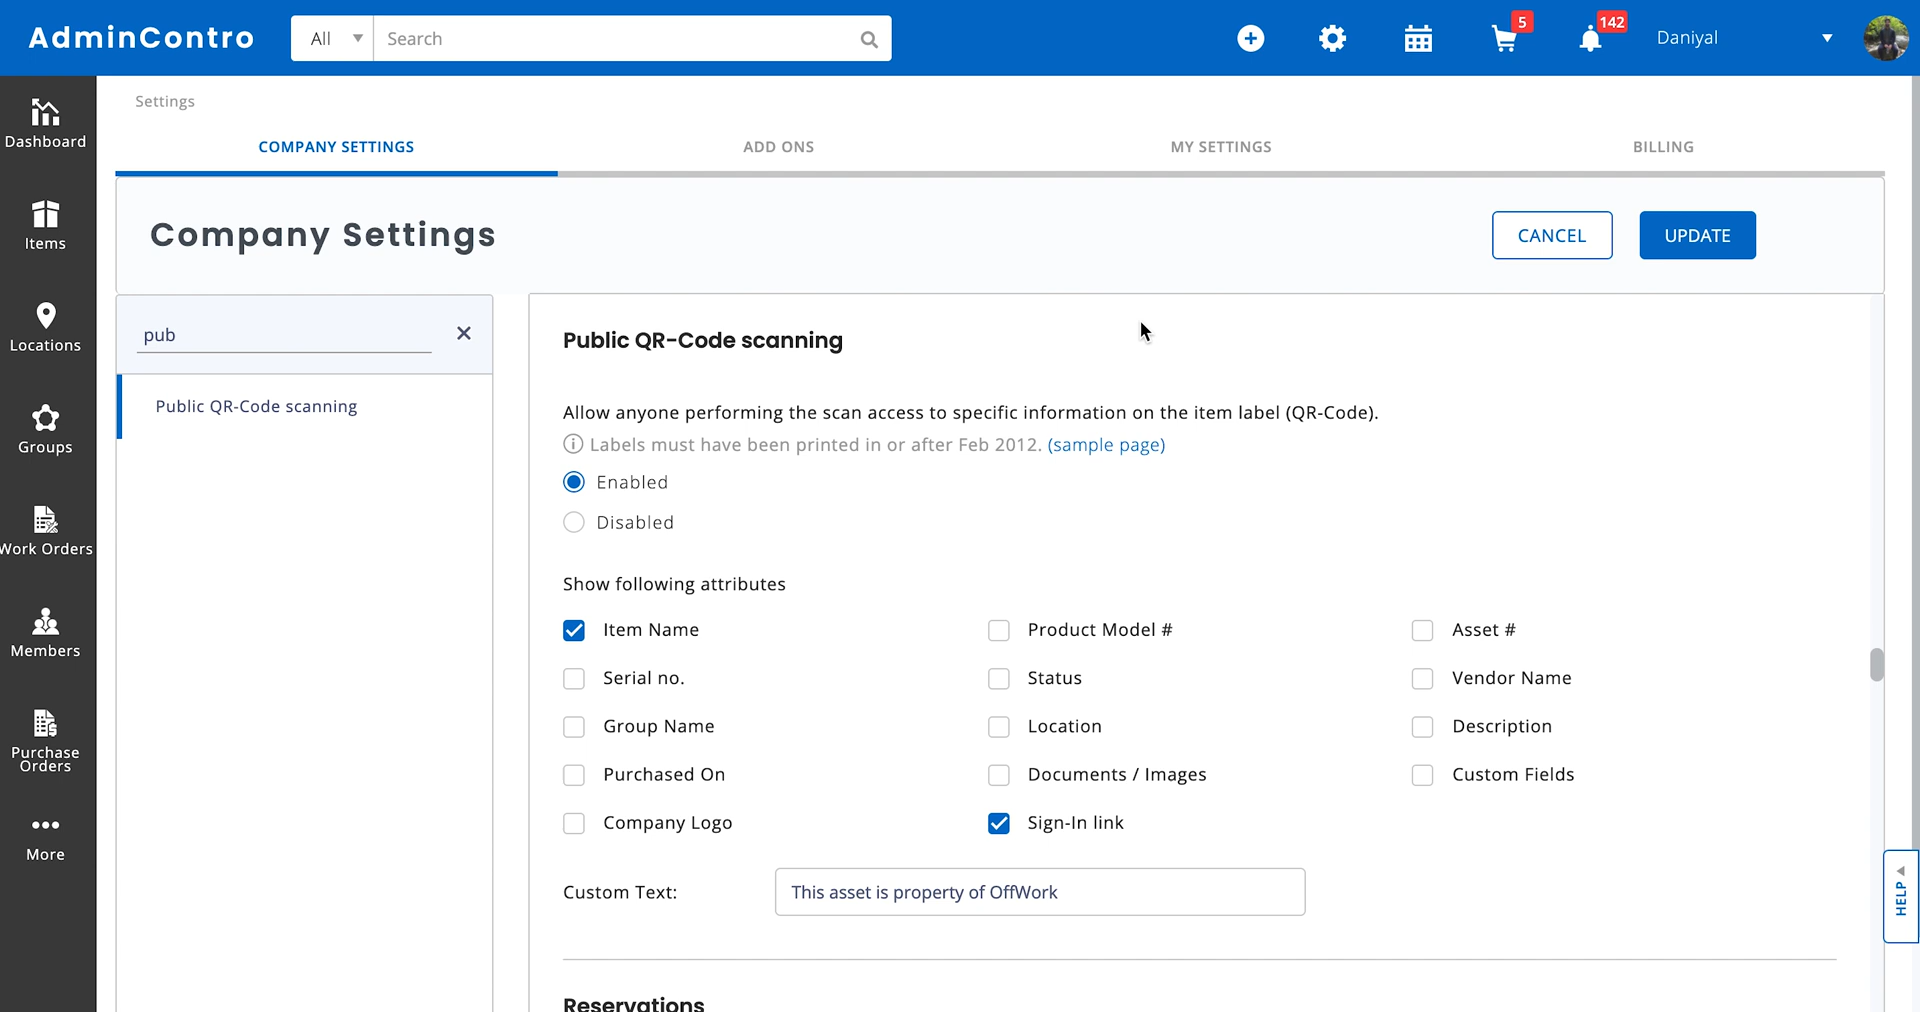 AdminContro
All
Search
5
142
Daniyal
Dashboard
Items
Locations
Groups
Work Orders
Members
Purchase
Orders
More
Settings
COMPANY SETTINGS
ADD ONS
MY SETTINGS
BILLING
Company Settings
CANCEL
UPDATE
pub
Public QR-Code scanning
Public QR-Code scanning
Allow anyone performing the scan access to specific information on the item label (QR-Code).
Labels must have been printed in or after Feb 2012. (sample page)
Enabled
Disabled
Show following attributes
Item Name
Product Model #
Asset #
Serial no.
Status
Vendor Name
Group Name
Location
Description
Purchased On
Documents / Images
Custom Fields
Company Logo
Sign-In link
Custom Text:
This asset is property of OffWork
Reservations
HELP